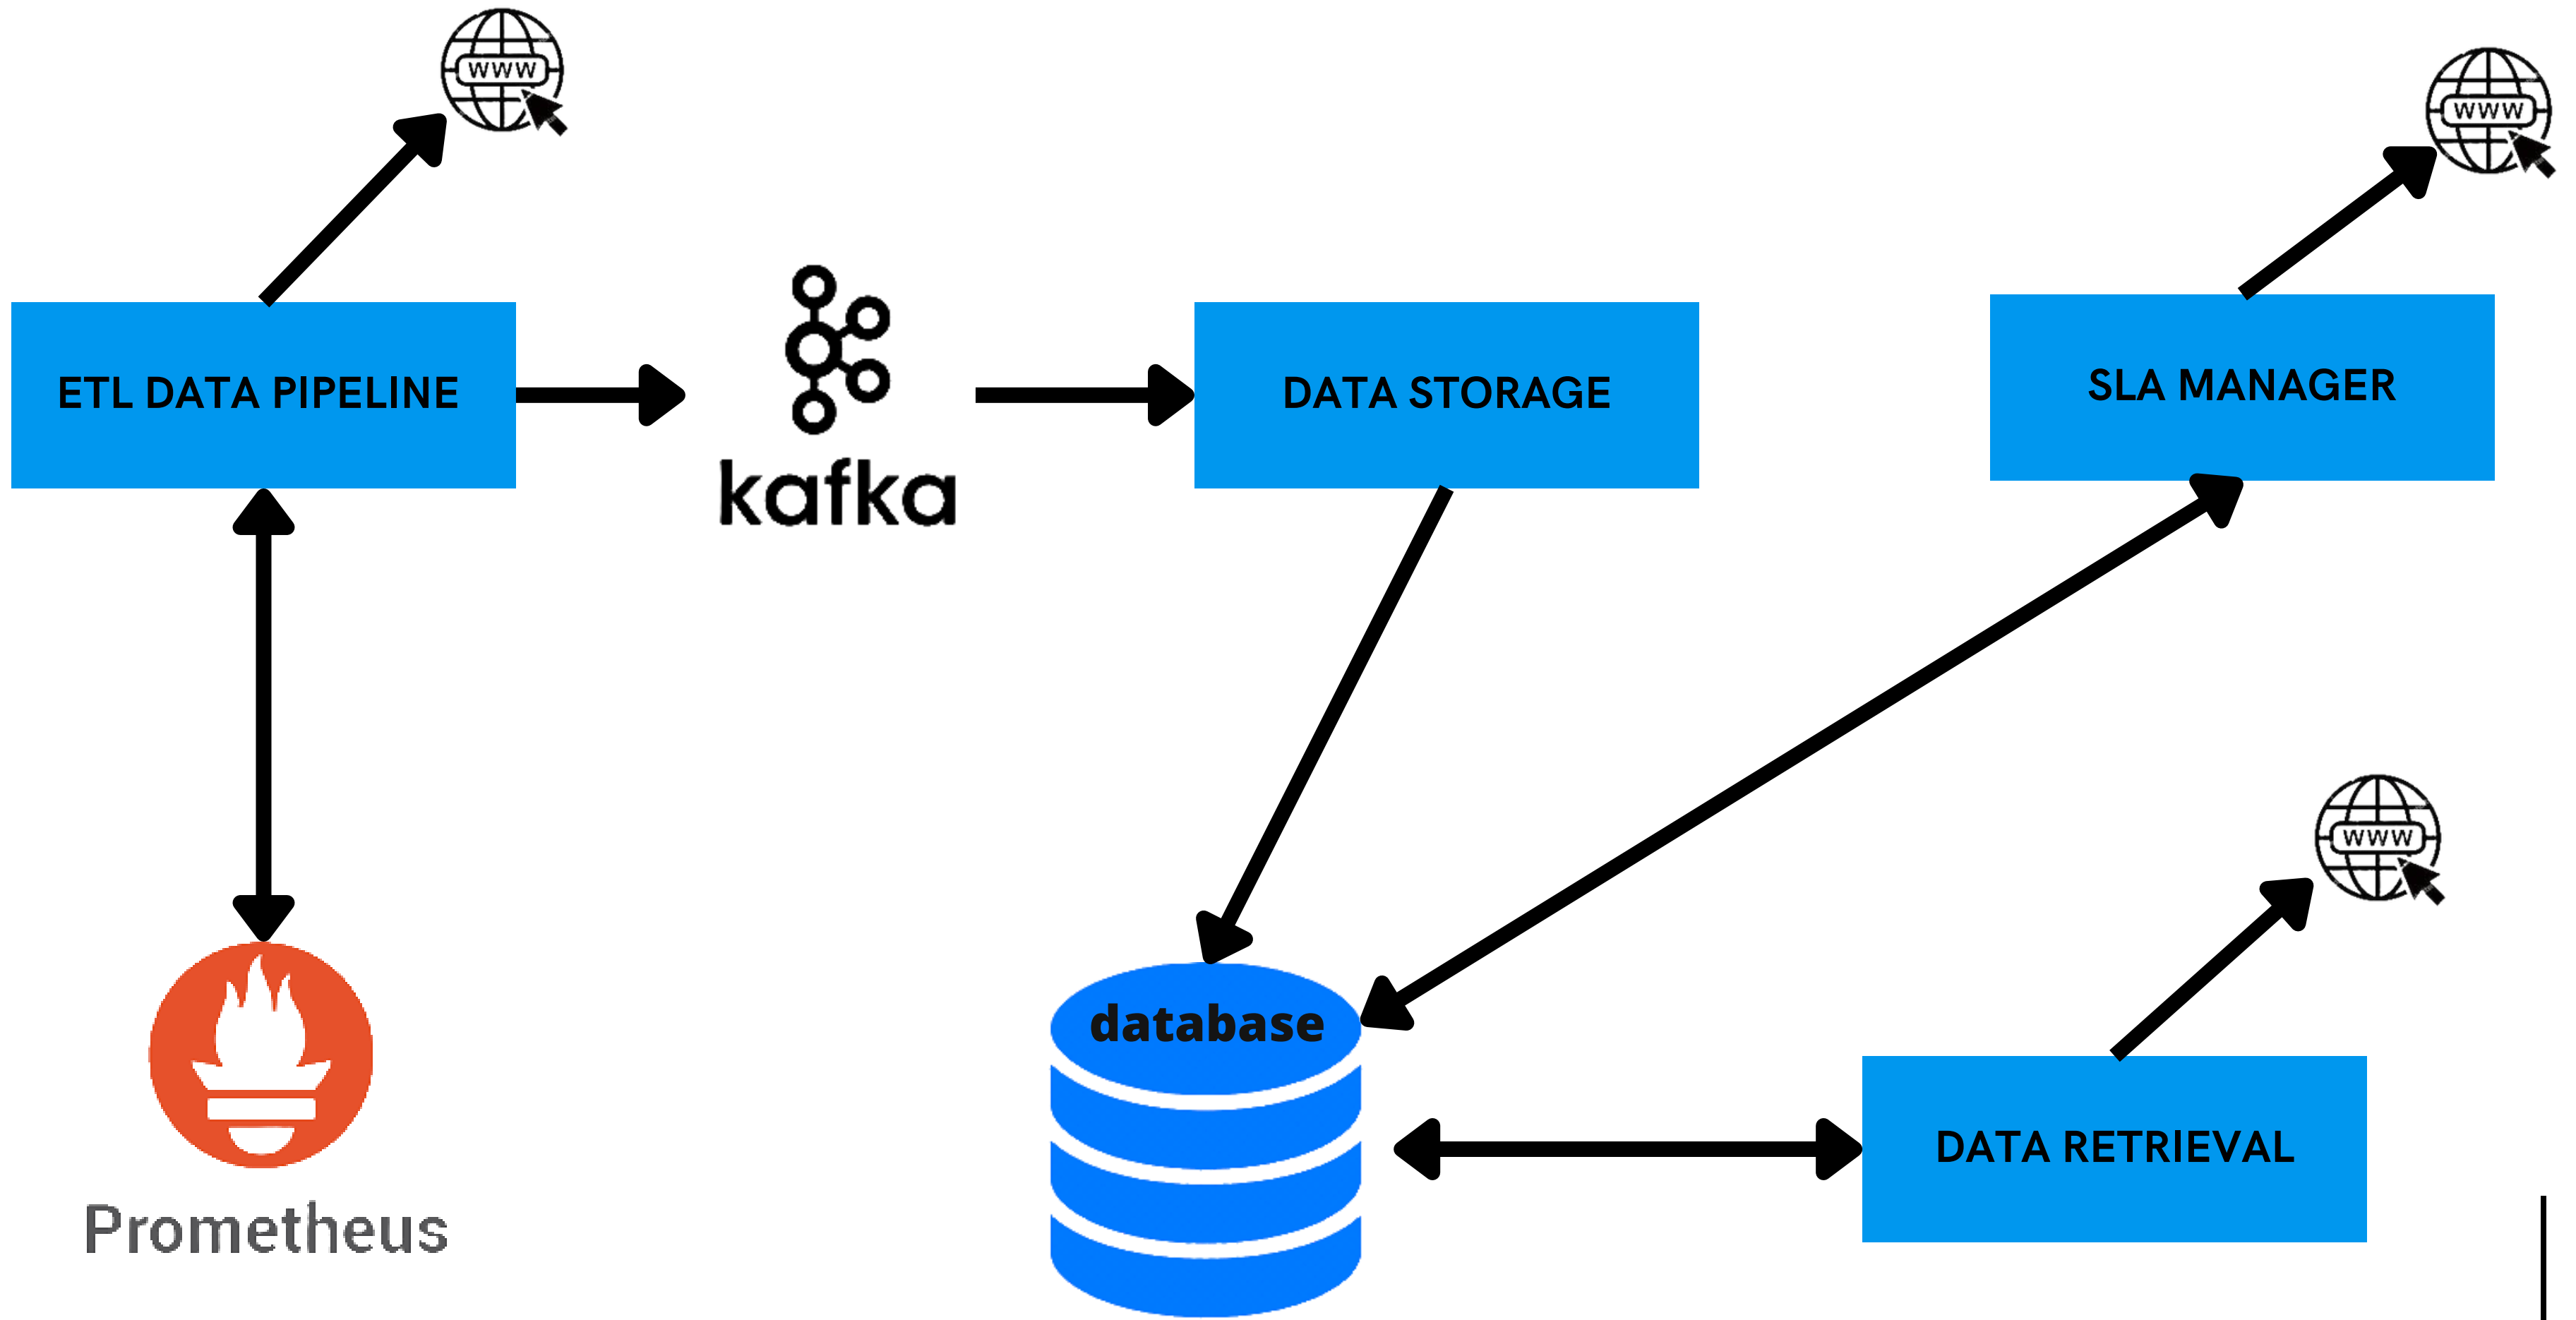 WWW
WWW
ETL DATA PIPELINE
kafka
DATA STORAGE
SLA MANAGER
WWW
database
DATA RETRIEVAL
Prometheus